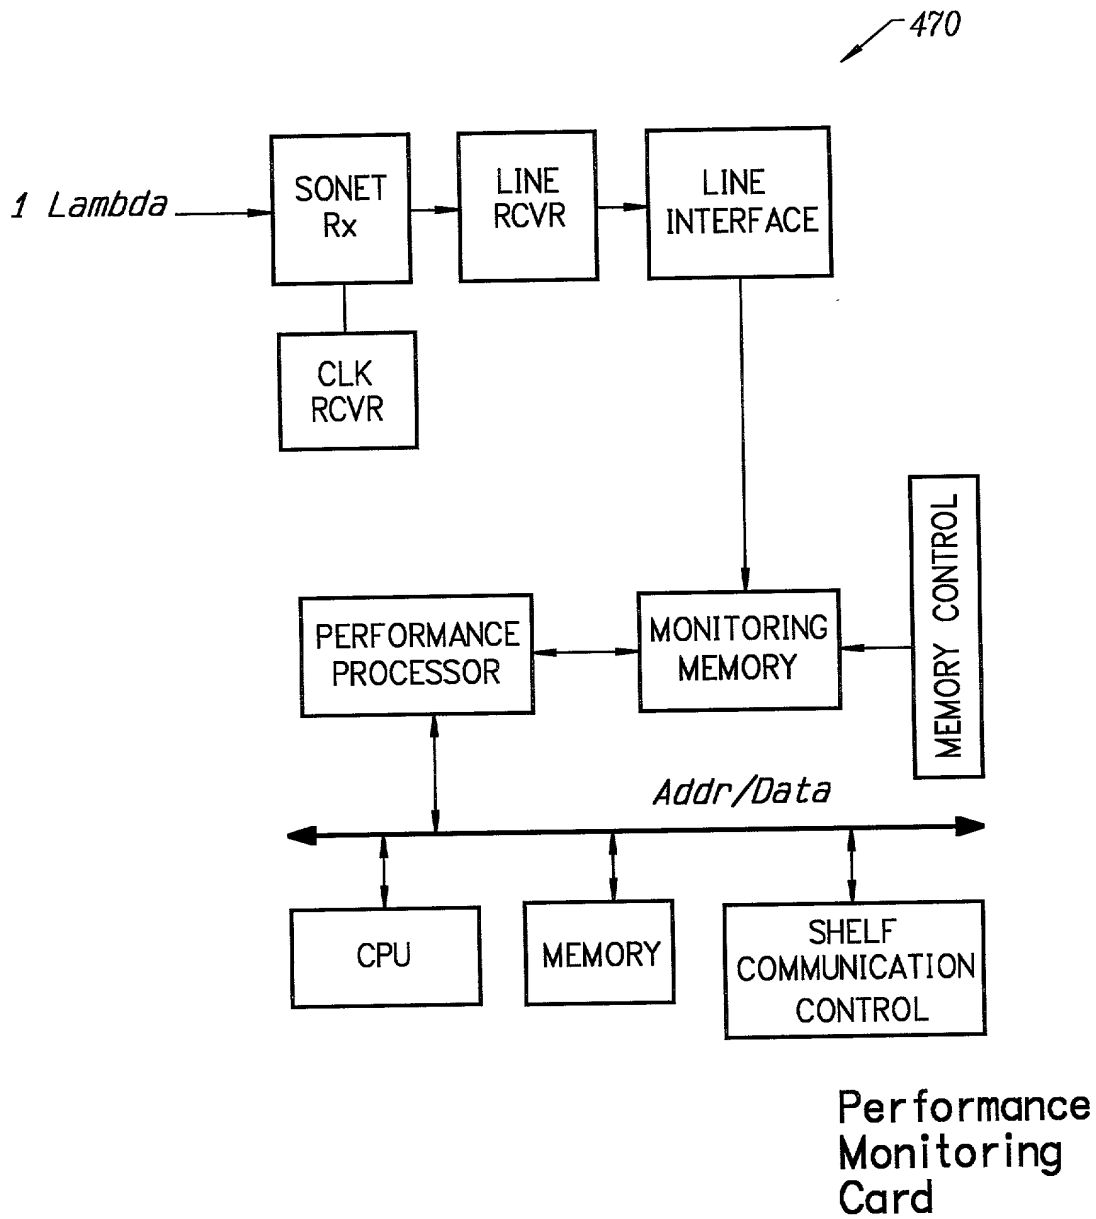 470
1 Lambda
SONET
Rx
LINE
RCVR
LINE
INTERFACE
CLK
RCVR
MEMORY CONTROL
PERFORMANCE
PROCESSOR
MONITORING
MEMORY
Addr/Data
CPU
MEMORY
SHELF
COMMUNICATION
CONTROL
Performance
Monitoring
Card